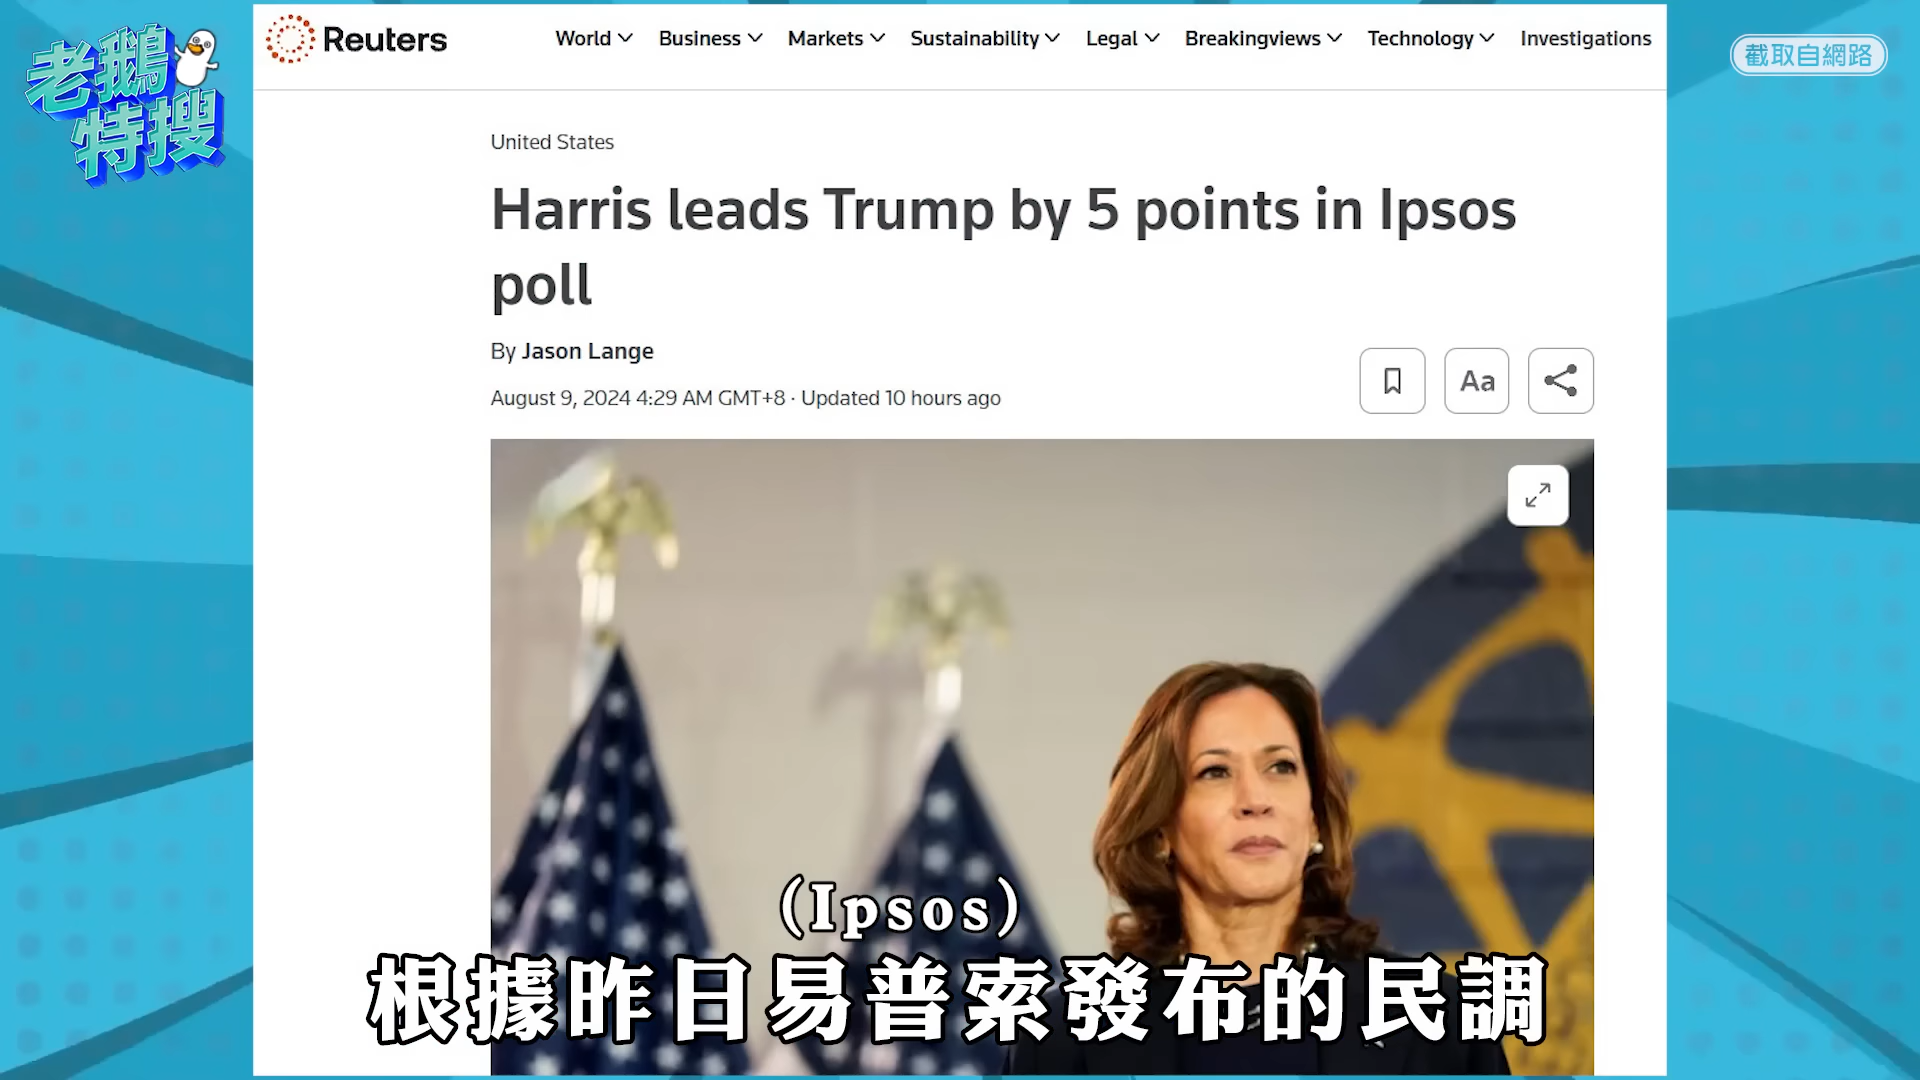 老鵝
特搜
Reuters
World Business Markets Sustainability Legal Breakingviews Technology Investigations
截取自網路
United States
Harris leads Trump by 5 points in Ipsos
poll
By Jason Lange
August 9, 2024 4:29 AM GMT+8 · Updated 10 hours ago
Aa
(Ipsos)
根據昨日易普索發布的民調